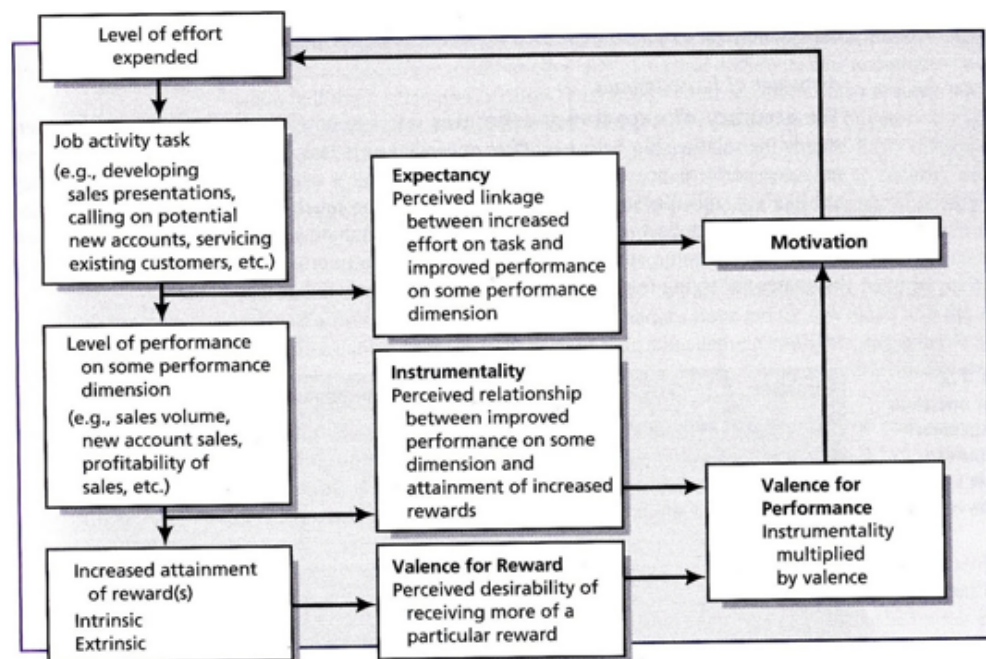 Level of effort
expended
Job activity task
(e.g., developing
sales presentations,
calling on potential
new accounts, servicing
existing customers, etc.)
Level of performance
on some performance
dimension
(e.g., sales volume,
new account sales,
profitability of
sales, etc.)
Increased attainment
of reward(s)
Intrinsic
Extrinsic
Expectancy
Perceived linkage
between increased
effort on task and
improved performance
on some performance
dimension
Instrumentality
Perceived relationship
between improved
performance on some
dimension and
attainment of increased
rewards
Valence for Reward
Perceived desirability of
receiving more of a
particular reward
Motivation
Valence for
Performance
Instrumentality
multiplied
by valence